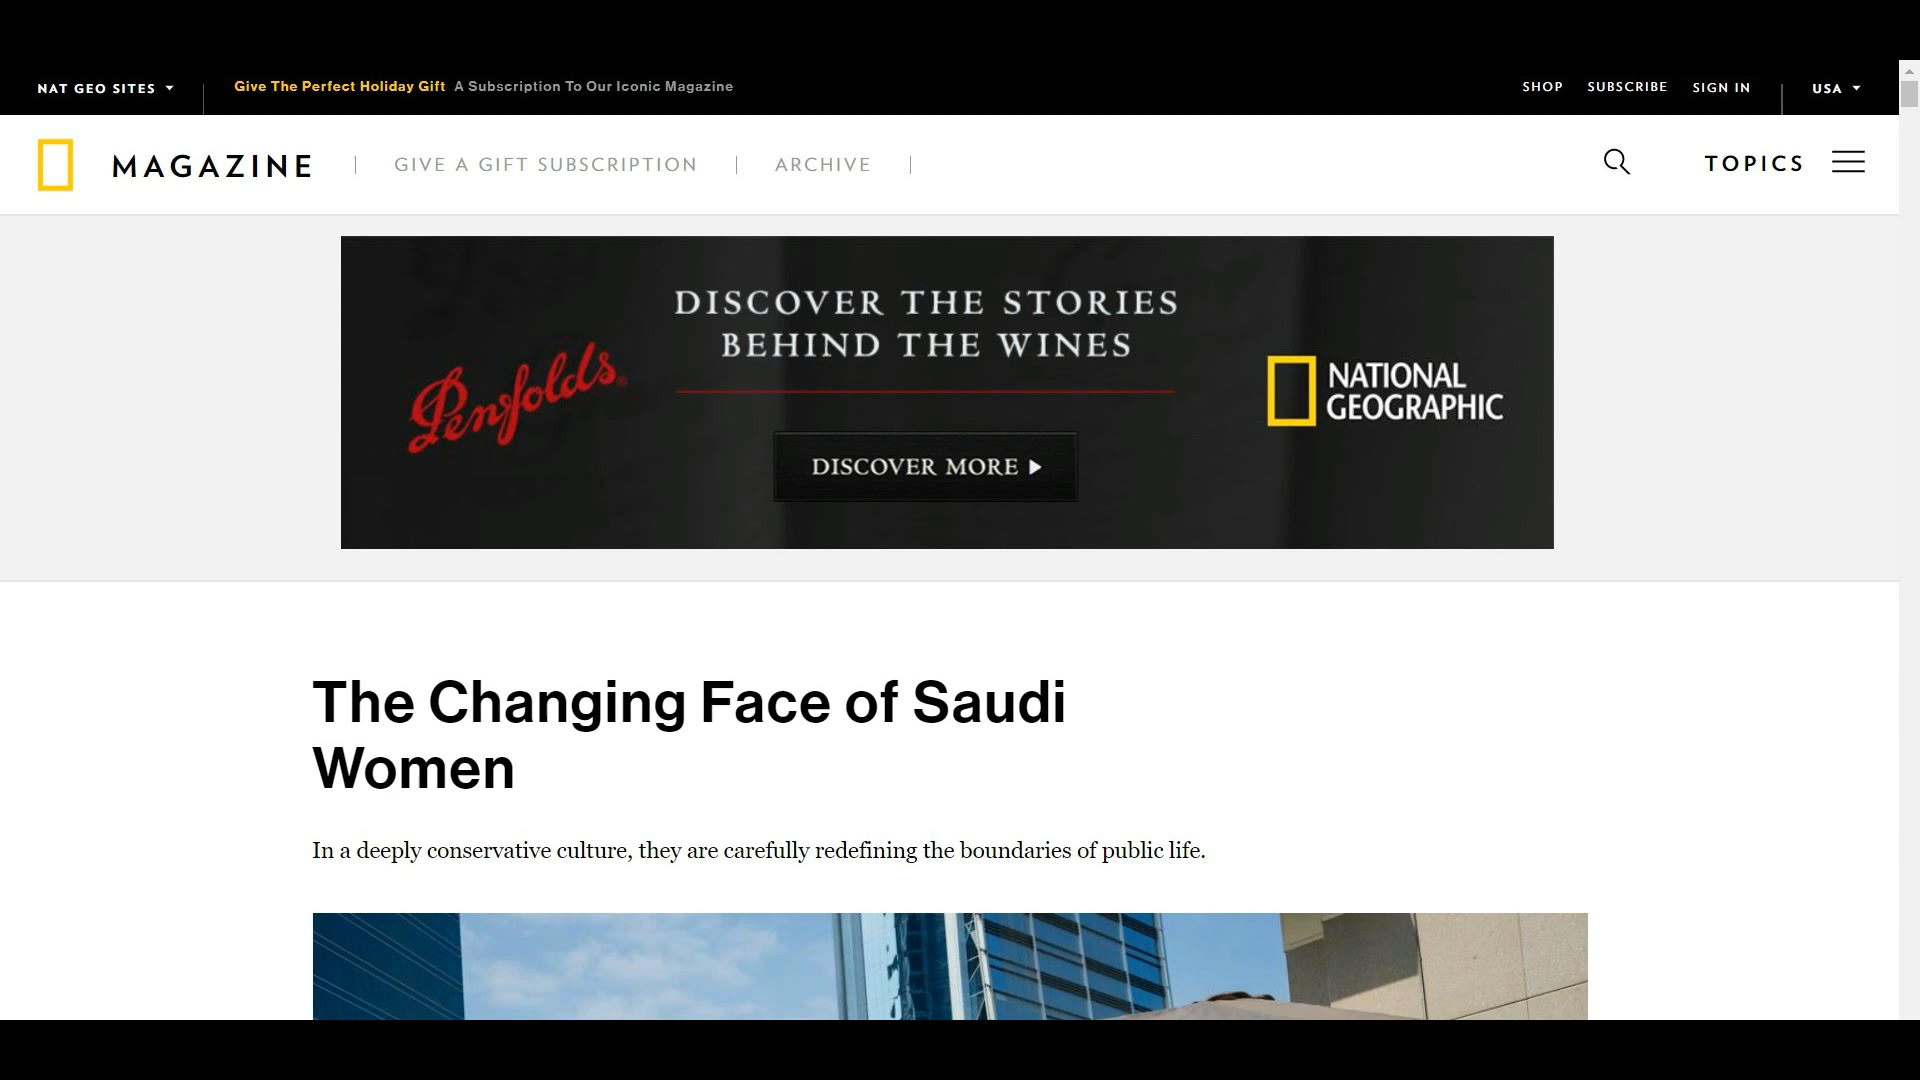 NAT GEO SITES
Give The Perfect Holiday Gift A Subscription To Our Iconic Magazine
SHOP
SUBSCRIBE
SIGN IN
USA
MAGAZINE
GIVE A GIFT SUBSCRIPTION
ARCHIVE
TOPICS
Penfolds®
DISCOVER THE STORIES
BEHIND THE WINES
DISCOVER MORE
NATIONAL
GEOGRAPHIC
The Changing Face of Saudi
Women
In a deeply conservative culture, they are carefully redefining the boundaries of public life.